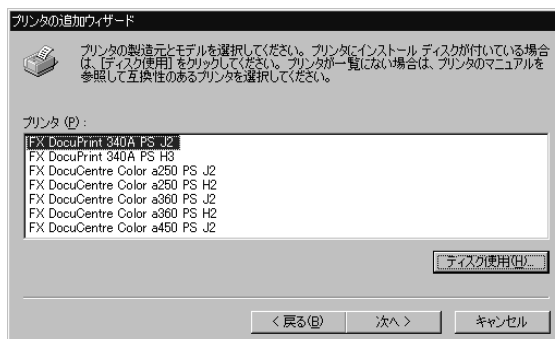 プリンタの追加ウィザード
プリンタの製造元とモデルを選択してください。プリンタにインストール ディスクが付いている場合
は、[ディスク使用] をクリックしてください。プリンタが一覧にない場合は、プリンタのマニュアルを
参照して互換性のあるプリンタを選択してください。
プリンタ (P) :
FX DocuPrint 340A PS J2
FX DocuPrint 340A PS H3
FX DocuCentre Color a250 PS J2
FX DocuCentre Color a250 PS H2
FX DocuCentre Color a360 PS J2
FX DocuCentre Color a360 PS H2
FX DocuCentre Color a450 PS J2
ディスク使用(H)...
< 戻る(B)
次へ >
キャンセル